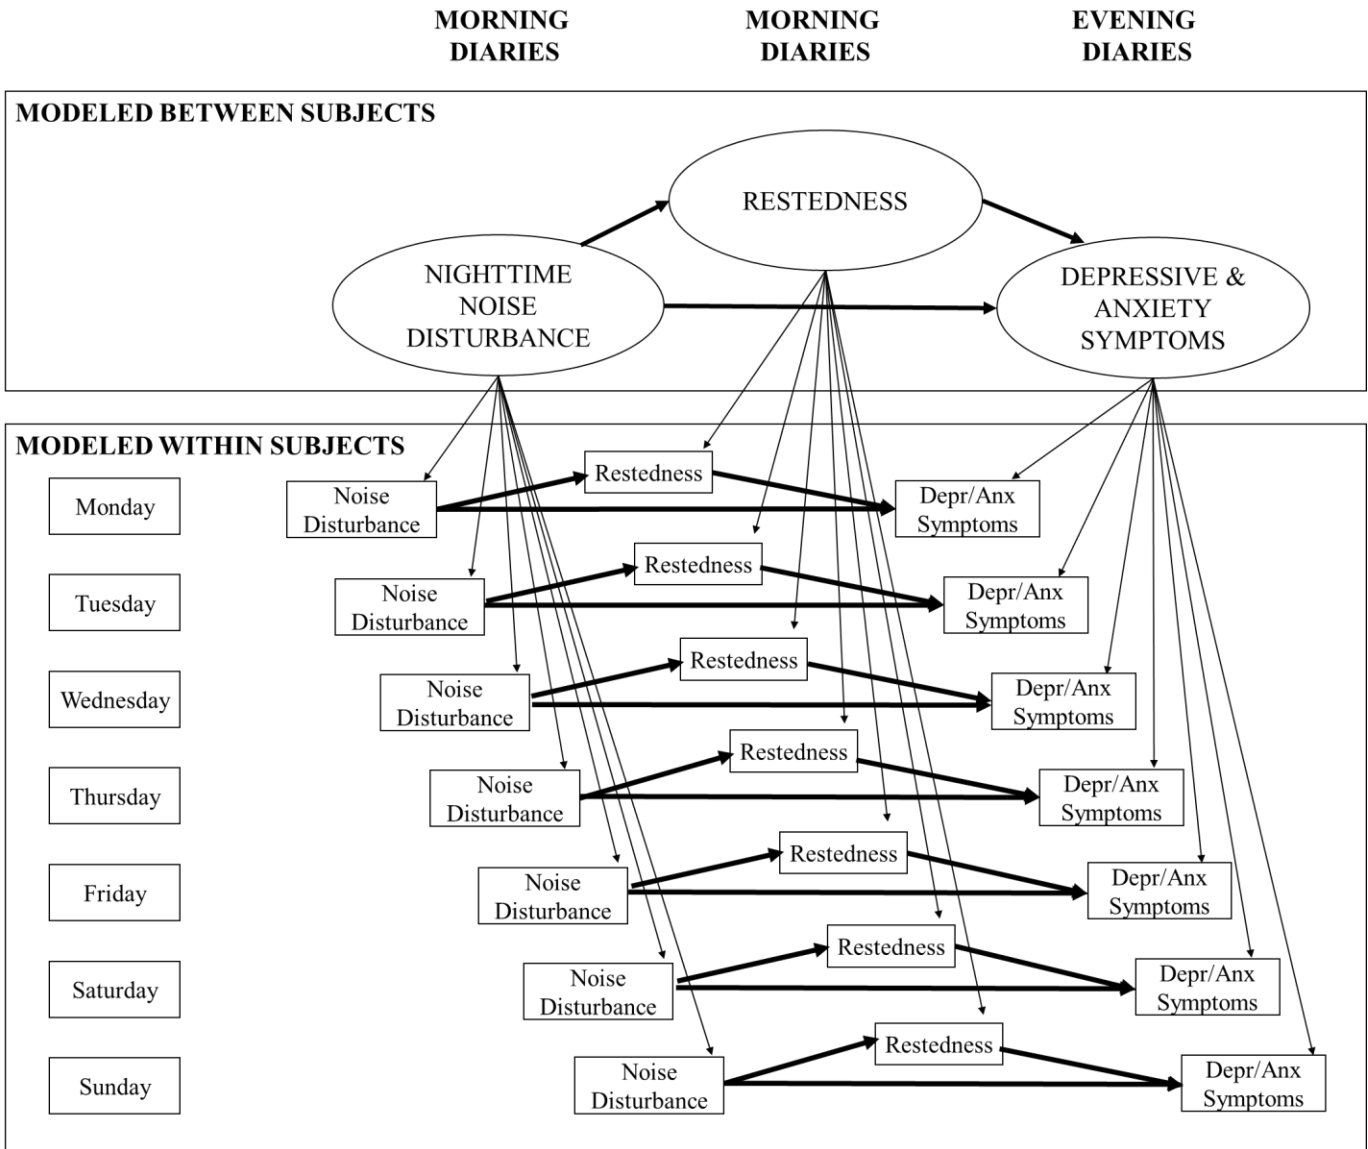 MORNING
DIARIES
MORNING
DIARIES
EVENING
DIARIES
MODELED BETWEEN SUBJECTS
RESTEDNESS
NIGHTTIME
NOISE
DISTURBANCE
DEPRESSIVE &
ANXIETY
SYMPTOMS
MODELED WITHIN SUBJECTS
Monday
Noise
Disturbance
Restedness
Depr/Anx
Symptoms
Tuesday
Noise
Disturbance
Restedness
Depr/Anx
Symptoms
Wednesday
Noise
Disturbance
Restedness
Depr/Anx
Symptoms
Thursday
Noise
Disturbance
Restedness
Depr/Anx
Symptoms
Friday
Noise
Disturbance
Restedness
Depr/Anx
Symptoms
Saturday
Noise
Disturbance
Restedness
Depr/Anx
Symptoms
Sunday
Noise
Disturbance
Restedness
Depr/Anx
Symptoms